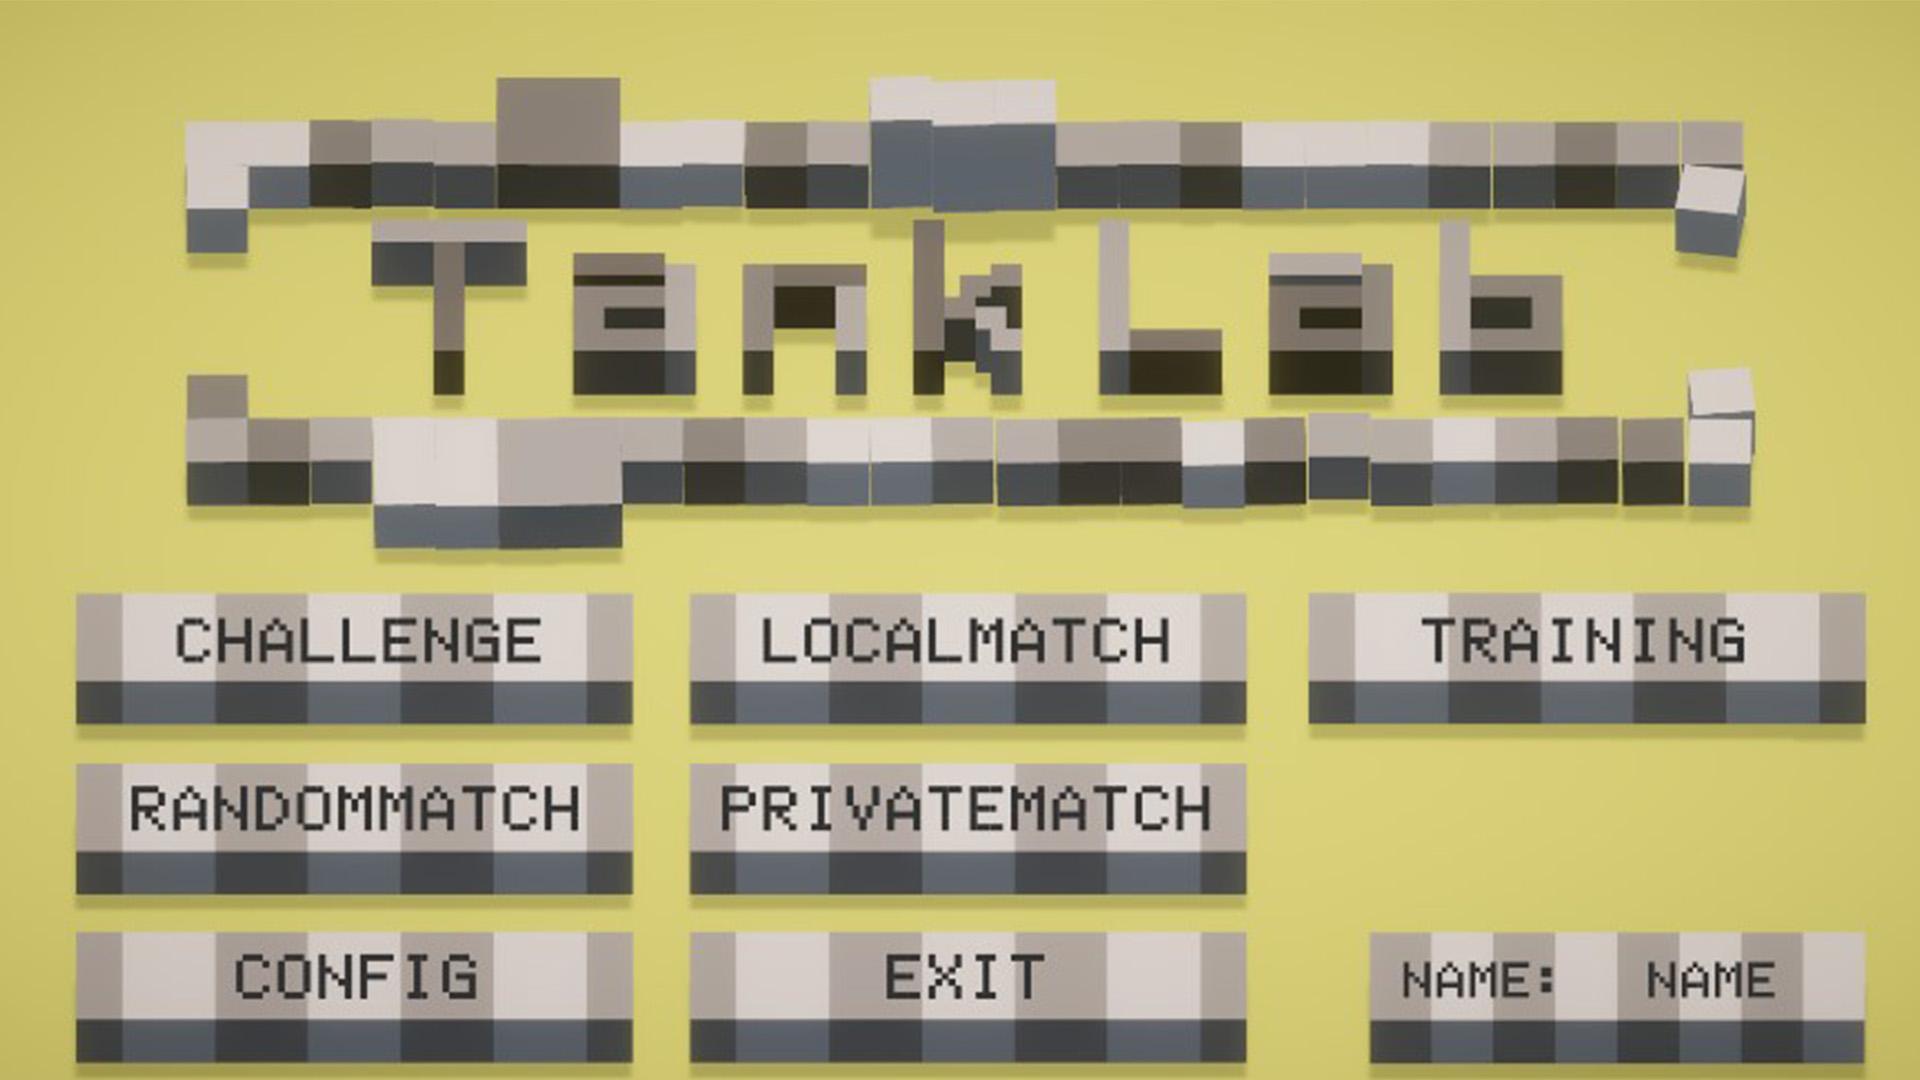 TankLab
CHALLENGE
LOCALMATCH
TRAINING
RANDOMMATCH
PRIVATEMATCH
CONFIG
EXIT
NAME: NAME